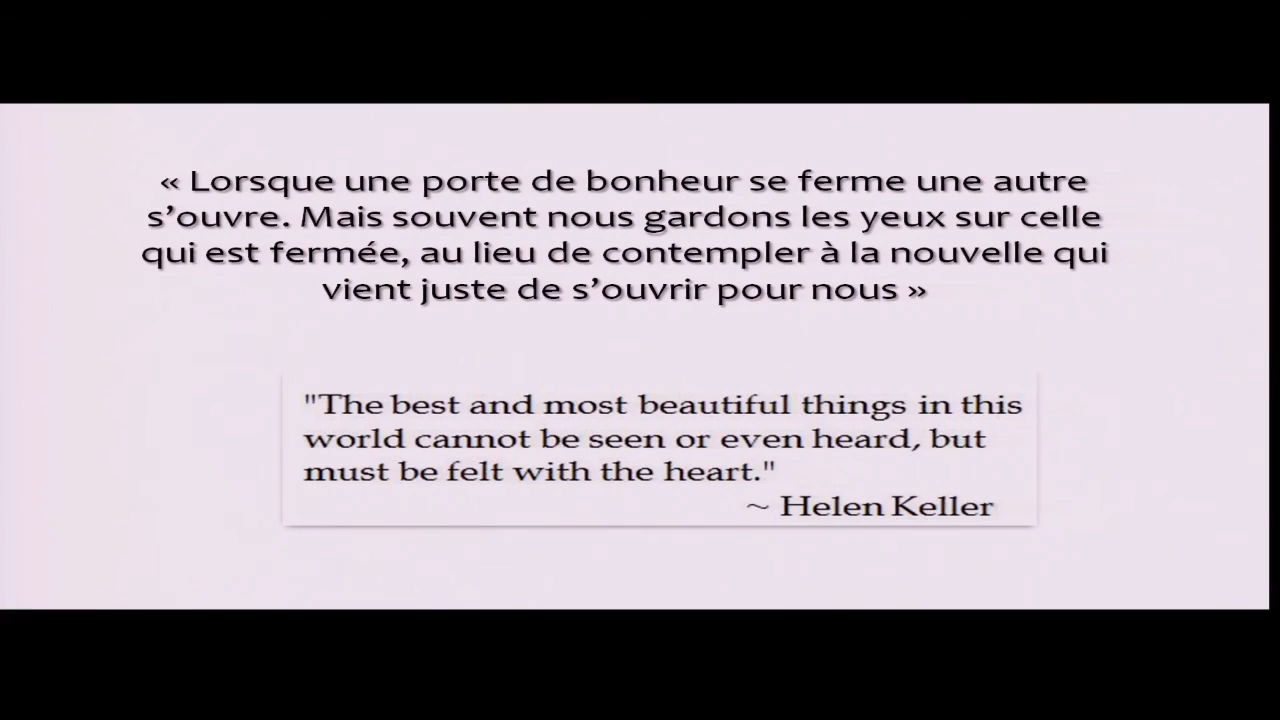 « Lorsque une porte de bonheur se ferme une autre
s’ouvre. Mais souvent nous gardons les yeux sur celle
qui est fermée, au lieu de contempler à la nouvelle qui
vient juste de s’ouvrir pour nous »
"The best and most beautiful things in this
world cannot be seen or even heard, but
must be felt with the heart."
~ Helen Keller